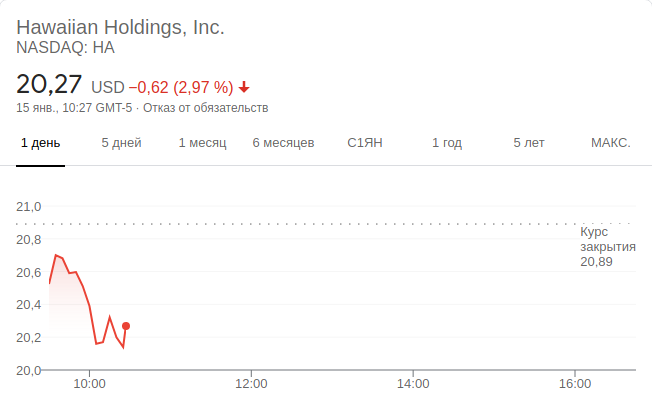 Hawaiian Holdings, Inc.
NASDAQ: HA
20,27 USD −0,62 (2,97 %)
15 янв., 10:27 GMT-5 · Отказ от обязательств
1 день 5 дней 1 месяц 6 месяцев С1ЯН 1 год 5 лет МАКС.
21,0
20,8
20,6
20,4
20,2
20,0
Курс
закрытия
20,89
10:00 12:00 14:00 16:00